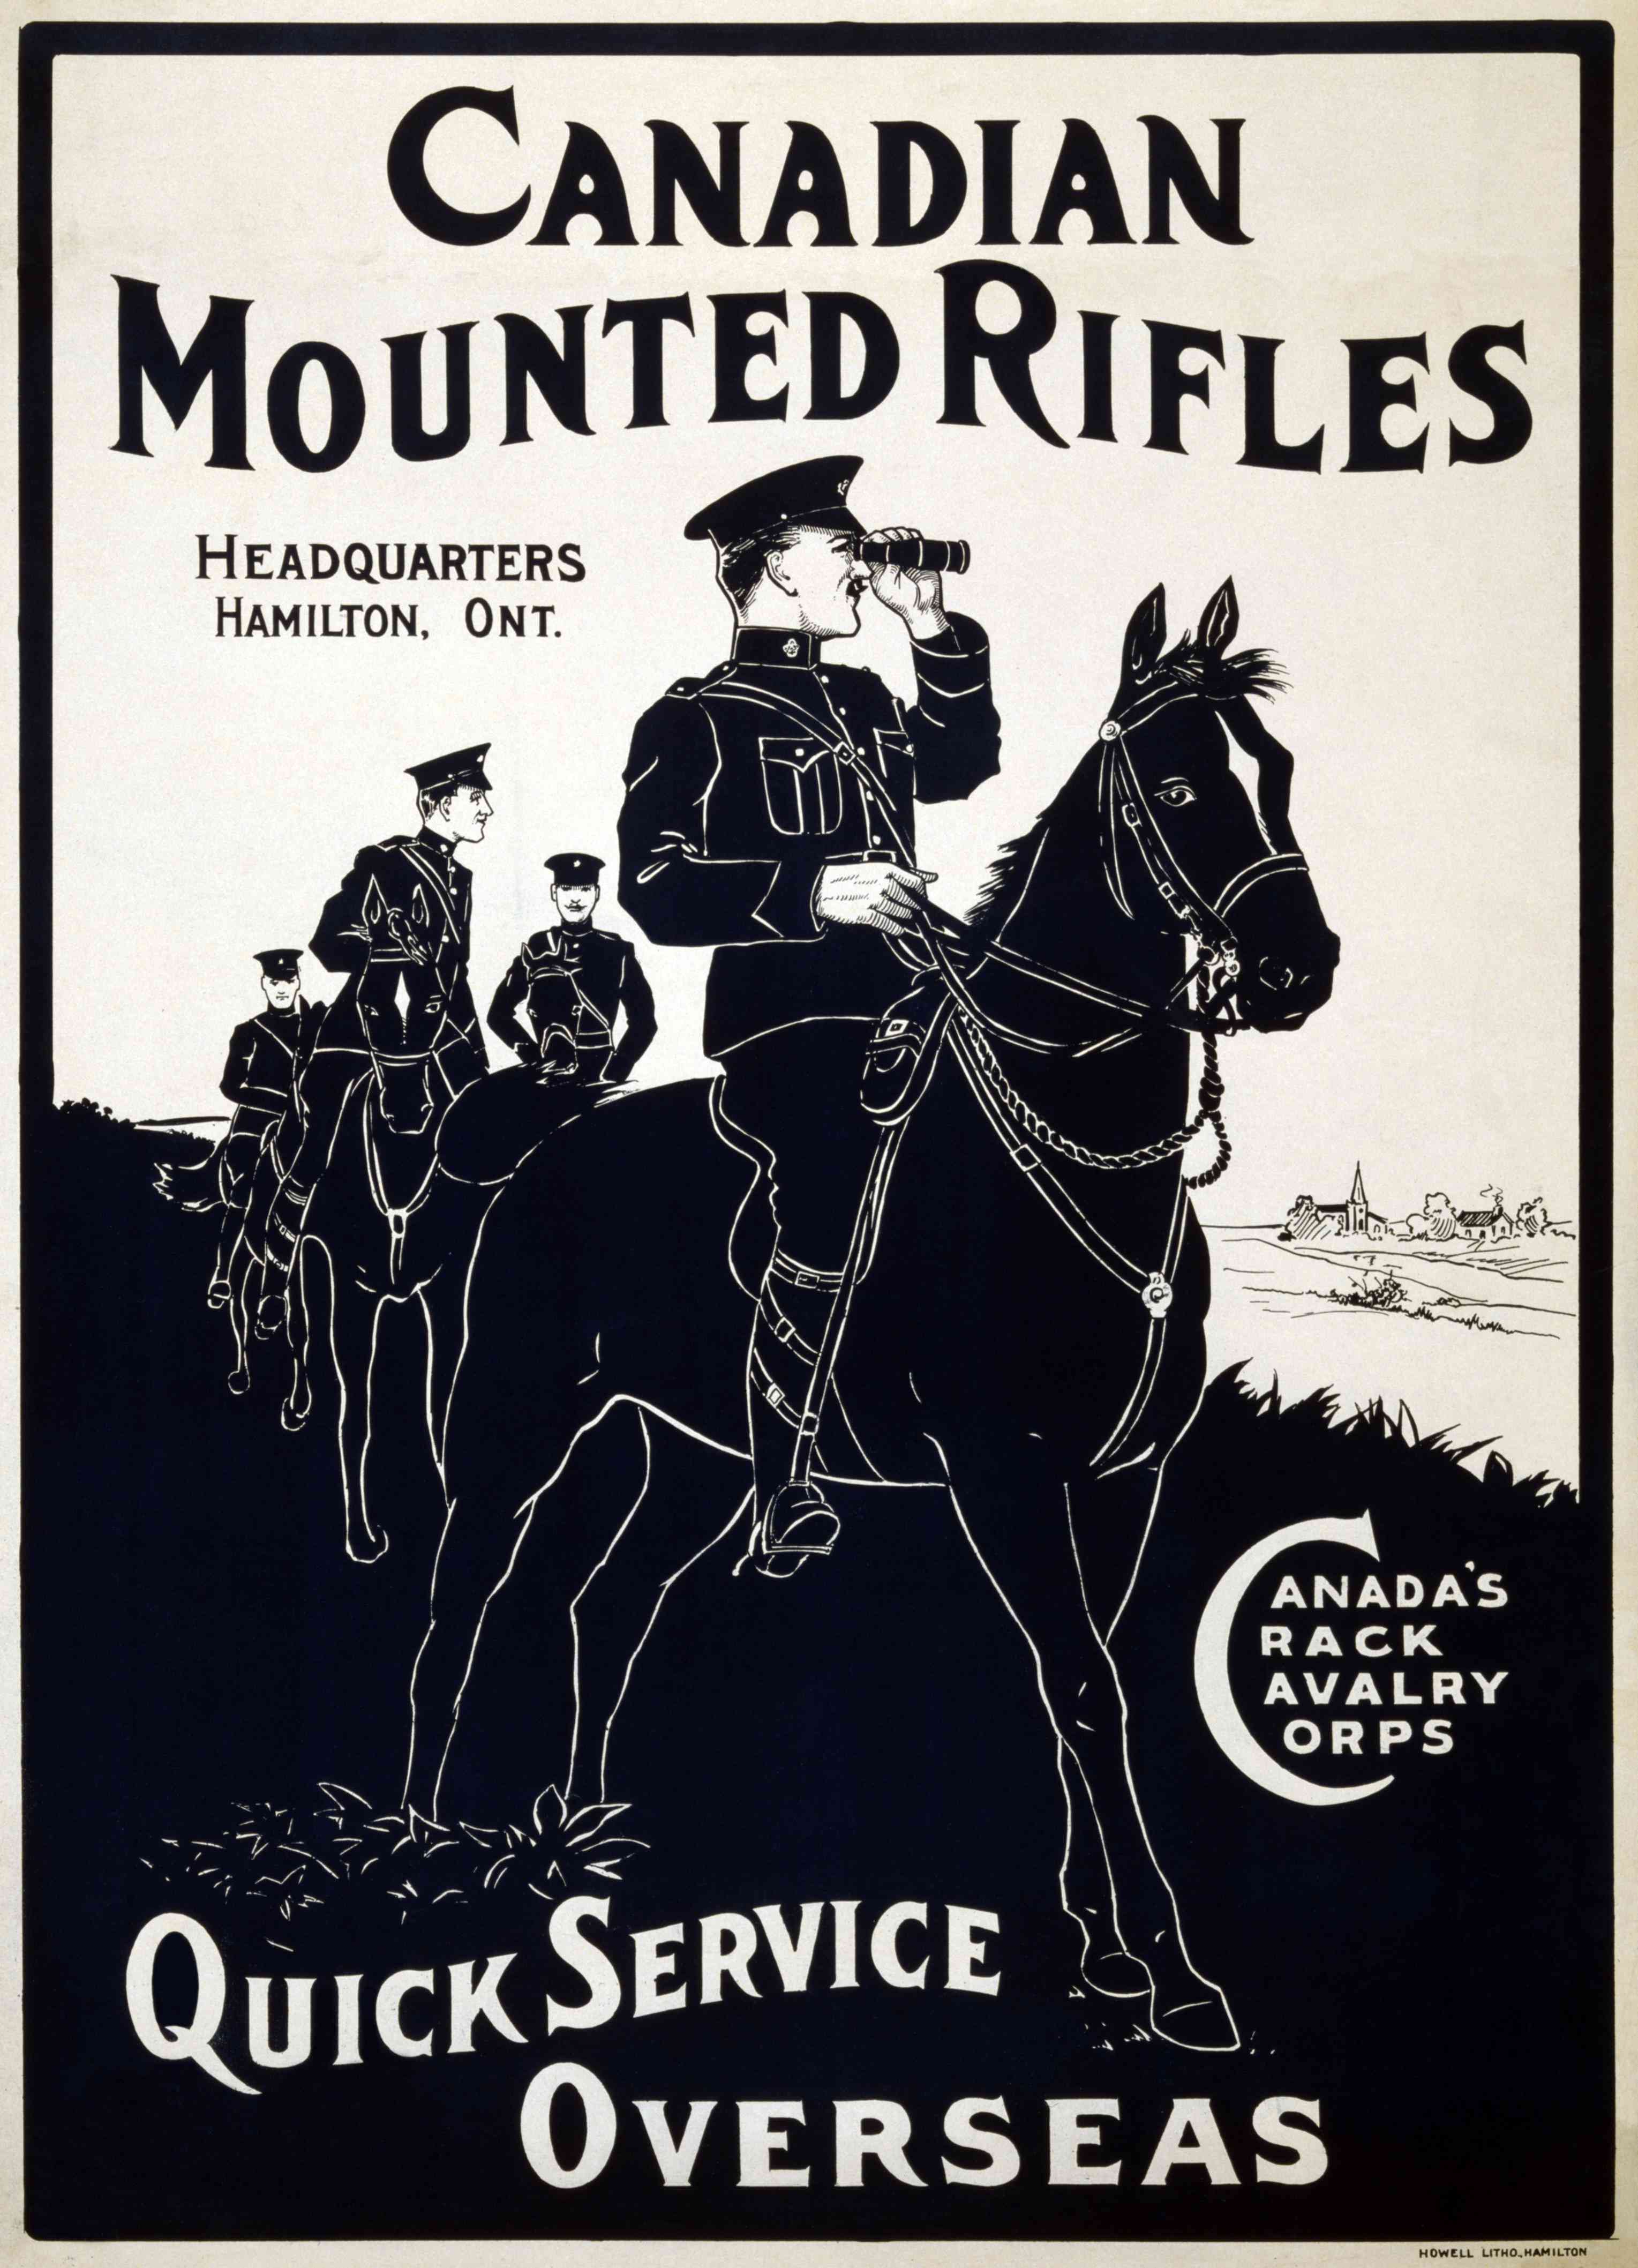 CANADIAN
MOUNTED RIFLES
HEADQUARTERS
HAMILTON, ONT.
CANADA'S
CRACK
CAVALRY
CORPS
QUICK SERVICE
OVERSEAS
HOWELL LITHO. HAMILTON